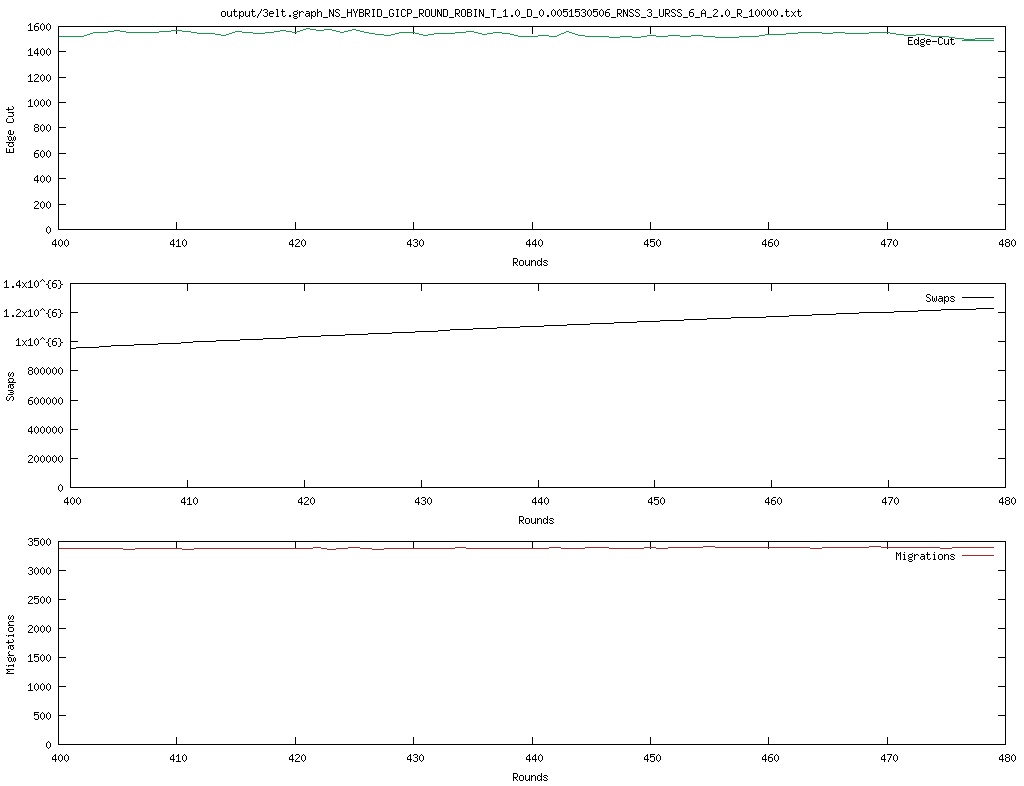 output/3elt.graph_NS_HYBRID_GICP_ROUND_ROBIN_T_1.0_D_0.0051530506_RNSS_3_URSS_6_A_2.0_R_10000.txt
1600
1400
1200
1000
800
600
400
200
0
Edge Cut
Edge-Cut
400 410 420 430 440 450 460 470 480
Rounds
1.4x10^{6}
1.2x10^{6}
1x10^{6}
800000
600000
400000
200000
0
Swaps
Swaps
400 410 420 430 440 450 460 470 480
Rounds
3500
3000
2500
2000
1500
1000
500
0
Migrations
Migrations
400 410 420 430 440 450 460 470 480
Rounds